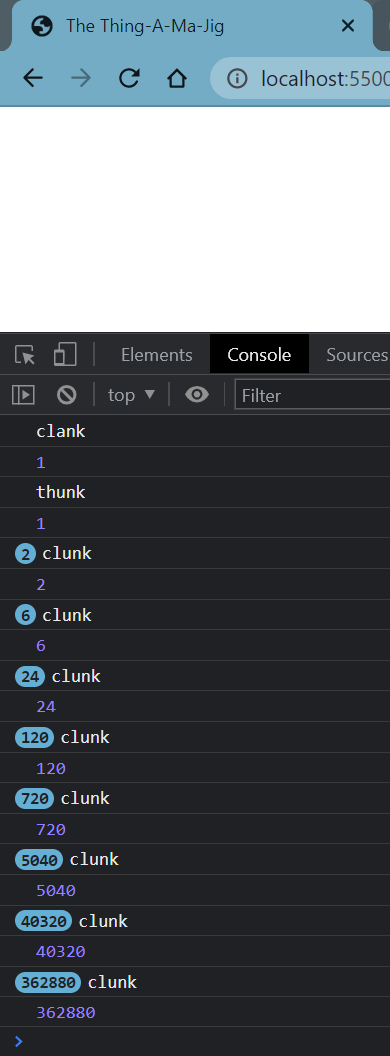 The Thing-A-Ma-Jig
localhost:5500
Elements Console Sources
top Filter
clank
1
thunk
1
2 clunk
2
6 clunk
6
24 clunk
24
120 clunk
120
720 clunk
720
5040 clunk
5040
40320 clunk
40320
362880 clunk
362880